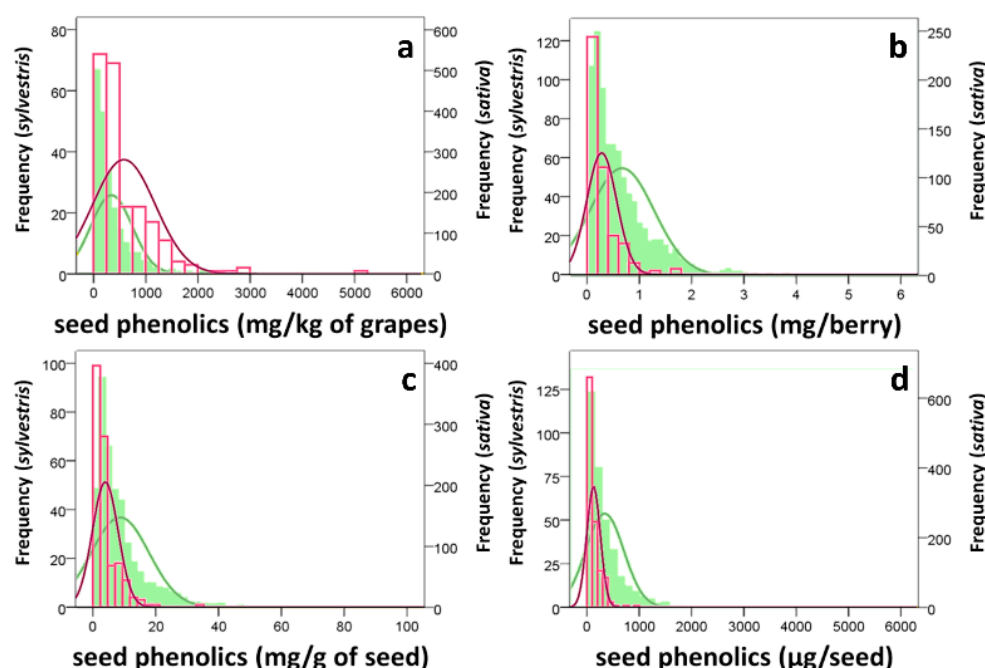 a
80
60
40
20
0
600
500
400
300
200
100
0
0 1000 2000 3000 4000 5000 6000
Frequency (sylvestris)
Frequency (sativa)
seed phenolics (mg/kg of grapes)
b
120
100
80
60
40
20
0
250
200
150
100
50
0
0 1 2 3 4 5 6
Frequency (sylvestris)
Frequency (sativa)
seed phenolics (mg/berry)
c
100
80
60
40
20
0
400
300
200
100
0
0 20 40 60 80 100
Frequency (sylvestris)
Frequency (sativa)
seed phenolics (mg/g of seed)
d
125
100
75
50
25
0
600
400
200
0
0 1000 2000 3000 4000 5000 6000
Frequency (sylvestris)
Frequency (sativa)
seed phenolics (µg/seed)